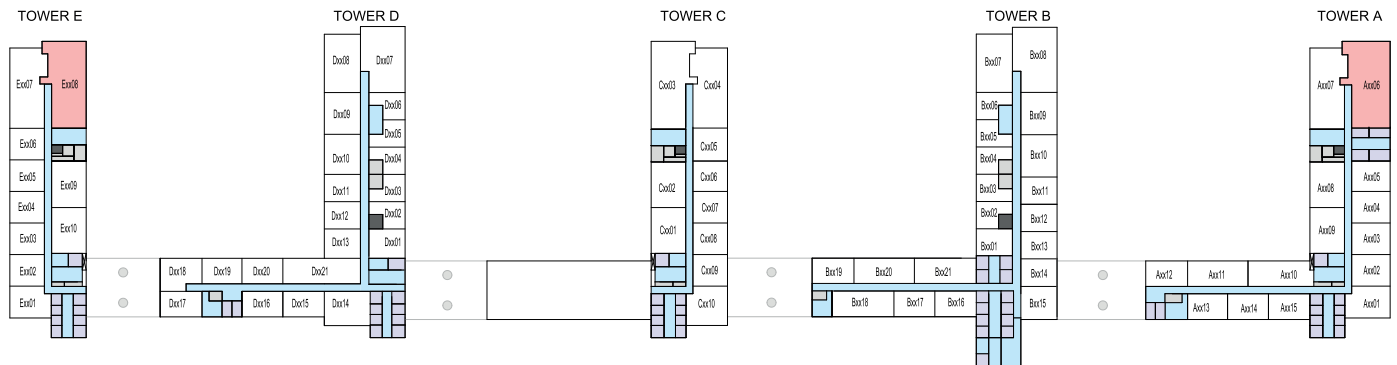 TOWER E
TOWER D
TOWER C
TOWER B
TOWER A
Exx07
Exx08
Exx06
Exx05
Exx09
Exx04
Exx03
Exx10
Exx02
Exx01
Dxx08
Dxx07
Dxx09
Dxx06
Dxx05
Dxx10
Dxx04
Dxx11
Dxx03
Dxx12
Dxx02
Dxx13
Dxx01
Dxx18
Dxx19
Dxx20
Dxx21
Dxx17
Dxx16
Dxx15
Dxx14
Cxx03
Cxx04
Cxx05
Cxx02
Cxx06
Cxx07
Cxx01
Cxx08
Cxx09
Cxx10
Bxx07
Bxx08
Bxx06
Bxx09
Bxx05
Bxx04
Bxx10
Bxx03
Bxx11
Bxx02
Bxx12
Bxx01
Bxx13
Bxx19
Bxx20
Bxx21
Bxx14
Bxx18
Bxx17
Bxx16
Bxx15
Axx07
Axx06
Axx08
Axx05
Axx04
Axx09
Axx03
Axx12
Axx11
Axx10
Axx02
Axx13
Axx14
Axx15
Axx01